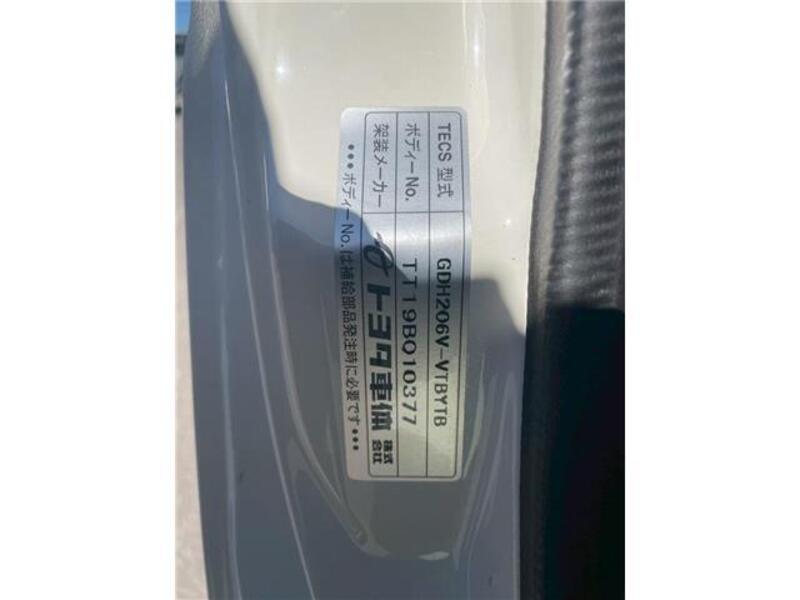 TECS 型式 GDH206V-VTBYTB
ボディーNo. TT19BQ10377
架装メーカー トヨタ車体 株式会社
●●●ボディーNo.は補給部品発注時に必要です●●●